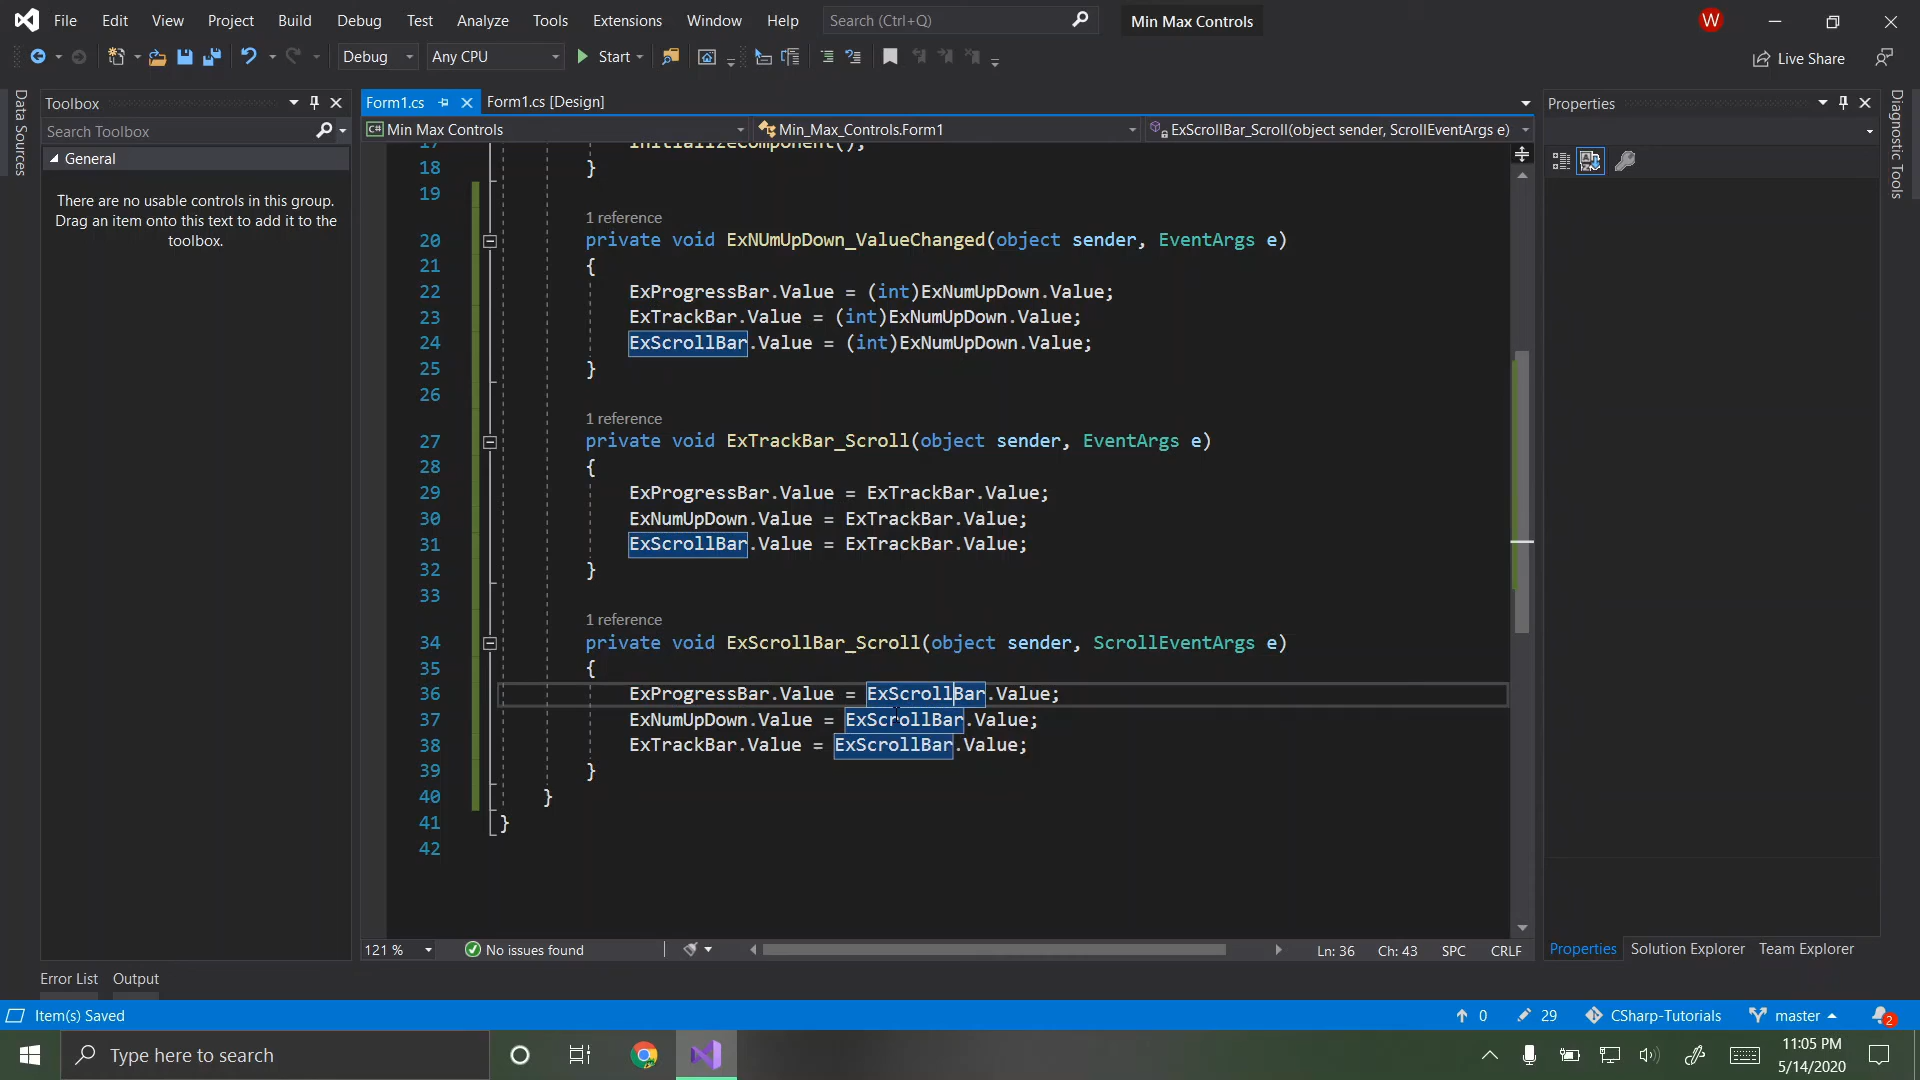 File Edit View Project Build Debug Test Analyze Tools Extensions Window Help Search (Ctrl+Q) Min Max Controls W
Debug Any CPU Start Live Share
Data Sources
Toolbox
Search Toolbox
General
There are no usable controls in this group.
Drag an item onto this text to add it to the
toolbox.
Form1.cs Form1.cs [Design]
C# Min Max Controls Min_Max_Controls.Form1 ExScrollBar_Scroll(object sender, ScrollEventArgs e)
17 InitializeComponent();
18 }
19
1 reference
20 private void ExNUmUpDown_ValueChanged(object sender, EventArgs e)
21 {
22 ExProgressBar.Value = (int)ExNumUpDown.Value;
23 ExTrackBar.Value = (int)ExNumUpDown.Value;
24 ExScrollBar.Value = (int)ExNumUpDown.Value;
25 }
26
1 reference
27 private void ExTrackBar_Scroll(object sender, EventArgs e)
28 {
29 ExProgressBar.Value = ExTrackBar.Value;
30 ExNumUpDown.Value = ExTrackBar.Value;
31 ExScrollBar.Value = ExTrackBar.Value;
32 }
33
1 reference
34 private void ExScrollBar_Scroll(object sender, ScrollEventArgs e)
35 {
36 ExProgressBar.Value = ExScrollBar.Value;
37 ExNumUpDown.Value = ExScrollBar.Value;
38 ExTrackBar.Value = ExScrollBar.Value;
39 }
40 }
41 }
42
121 % No issues found Ln: 36 Ch: 43 SPC CRLF
Properties
Properties Solution Explorer Team Explorer
Diagnostic Tools
Error List Output
Item(s) Saved 0 29 CSharp-Tutorials master 2
Type here to search
11:05 PM
5/14/2020